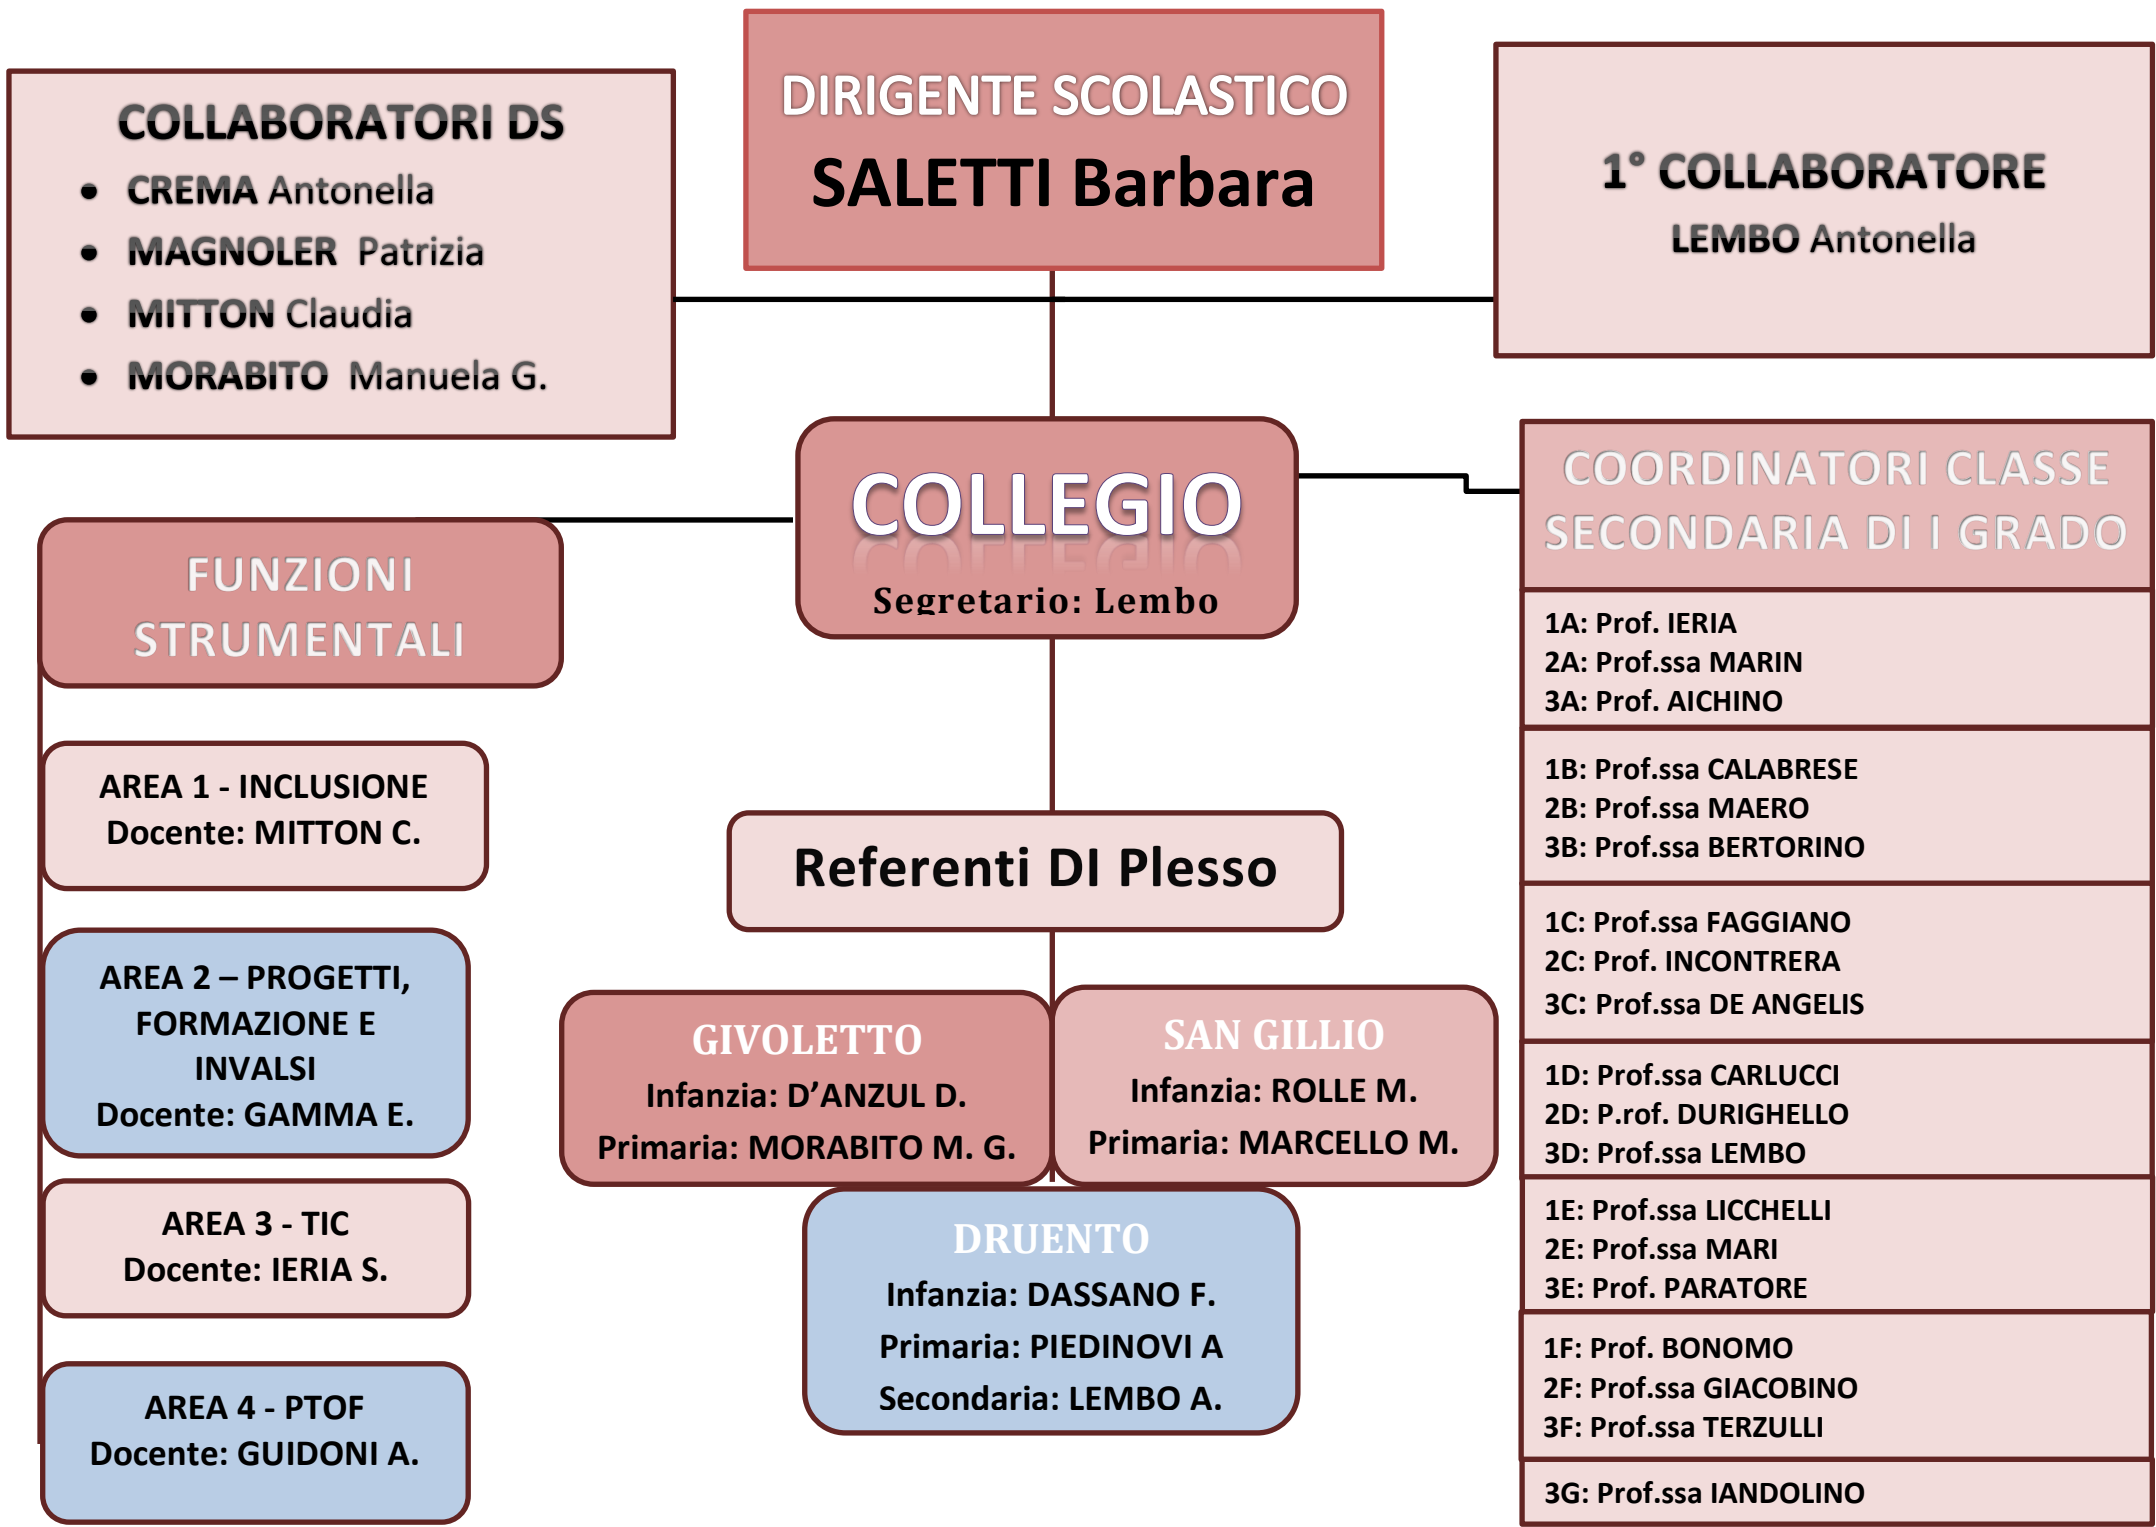 DIRIGENTE SCOLASTICO
SALETTI Barbara
COLLABORATORI DS
• CREMA Antonella
• MAGNOLER Patrizia
• MITTON Claudia
• MORABITO Manuela G.
1° COLLABORATORE
LEMBO Antonella
COLLEGIO
Segretario: Lembo
FUNZIONI
STRUMENTALI
AREA 1 - INCLUSIONE
Docente: MITTON C.
AREA 2 – PROGETTI,
FORMAZIONE E
INVALSI
Docente: GAMMA E.
AREA 3 - TIC
Docente: IERIA S.
AREA 4 - PTOF
Docente: GUIDONI A.
Referenti DI Plesso
GIVOLETTO
Infanzia: D’ANZUL D.
Primaria: MORABITO M. G.
SAN GILLIO
Infanzia: ROLLE M.
Primaria: MARCELLO M.
DRUENTO
Infanzia: DASSANO F.
Primaria: PIEDINOVI A
Secondaria: LEMBO A.
COORDINATORI CLASSE
SECONDARIA DI I GRADO
1A: Prof. IERIA
2A: Prof.ssa MARIN
3A: Prof. AICHINO
1B: Prof.ssa CALABRESE
2B: Prof.ssa MAERO
3B: Prof.ssa BERTORINO
1C: Prof.ssa FAGGIANO
2C: Prof. INCONTRERA
3C: Prof.ssa DE ANGELIS
1D: Prof.ssa CARLUCCI
2D: P.rof. DURIGHELLO
3D: Prof.ssa LEMBO
1E: Prof.ssa LICCHELLI
2E: Prof.ssa MARI
3E: Prof. PARATORE
1F: Prof. BONOMO
2F: Prof.ssa GIACOBINO
3F: Prof.ssa TERZULLI
3G: Prof.ssa IANDOLINO